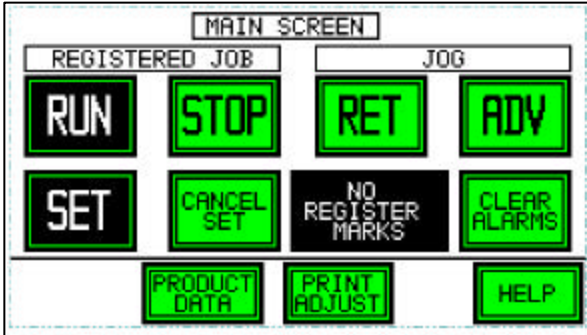 MAIN SCREEN
REGISTERED JOB
JOG
RUN
STOP
RET
ADV
SET
CANCEL
SET
NO
REGISTER
MARKS
CLEAR
ALARMS
PRODUCT
DATA
PRINT
ADJUST
HELP